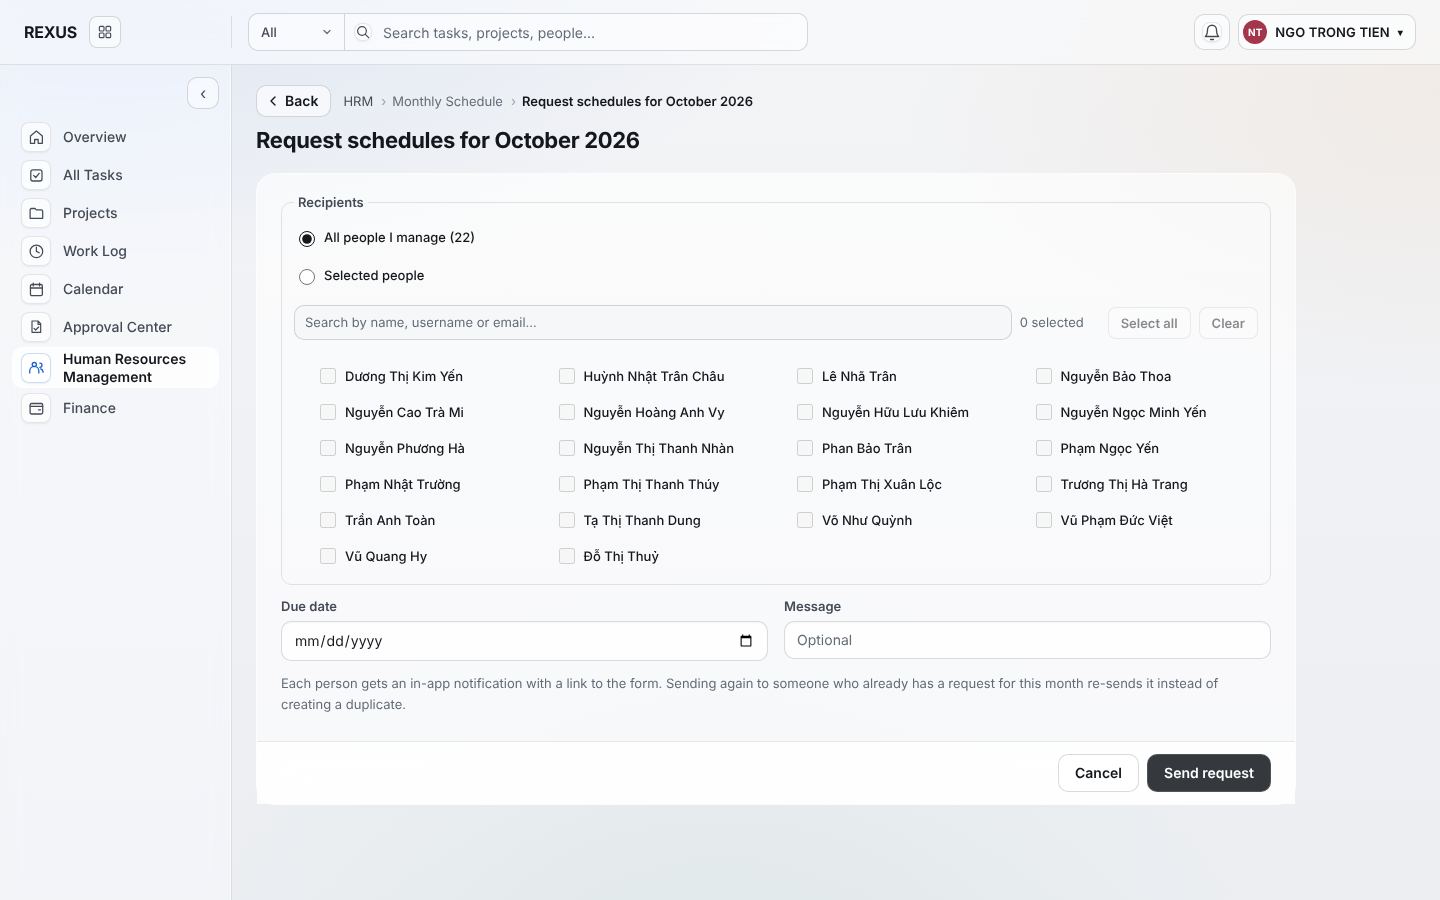 REXUS
All
Search tasks, projects, people...
NT
NGO TRONG TIEN
Overview
All Tasks
Projects
Work Log
Calendar
Approval Center
Human Resources
Management
Finance
Back
HRM › Monthly Schedule › Request schedules for October 2026
Request schedules for October 2026
Recipients
All people I manage (22)
Selected people
Search by name, username or email...
0 selected
Select all
Clear
Dương Thị Kim Yến
Huỳnh Nhật Trân Châu
Lê Nhã Trân
Nguyễn Bảo Thoa
Nguyễn Cao Trà Mi
Nguyễn Hoàng Anh Vy
Nguyễn Hữu Lưu Khiêm
Nguyễn Ngọc Minh Yến
Nguyễn Phương Hà
Nguyễn Thị Thanh Nhàn
Phan Bảo Trân
Phạm Ngọc Yến
Phạm Nhật Trường
Phạm Thị Thanh Thúy
Phạm Thị Xuân Lộc
Trương Thị Hà Trang
Trần Anh Toàn
Tạ Thị Thanh Dung
Võ Như Quỳnh
Vũ Phạm Đức Việt
Vũ Quang Hy
Đỗ Thị Thuỷ
Due date
mm/dd/yyyy
Message
Optional
Each person gets an in-app notification with a link to the form. Sending again to someone who already has a request for this month re-sends it instead of
creating a duplicate.
Cancel
Send request